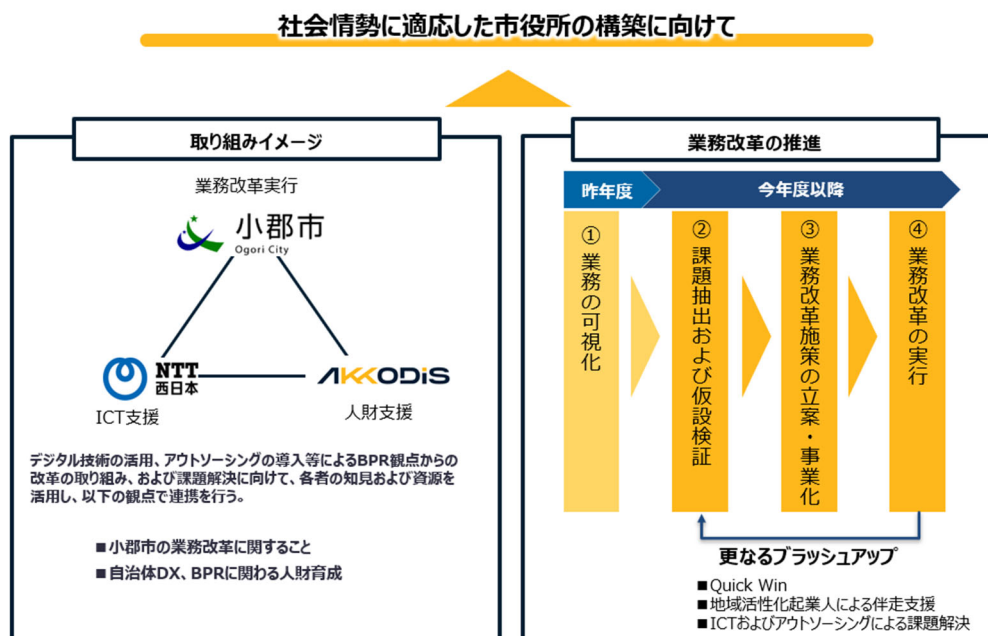 社会情勢に適応した市役所の構築に向けて
取り組みイメージ
業務改革実行
小郡市
Ogori City
NTT
西日本
ICT支援
AKKODiS
人財支援
デジタル技術の活用、アウトソーシングの導入等によるBPR観点からの
改革の取り組み、および課題解決に向けて、各者の知見および資源を
活用し、以下の観点で連携を行う。
■小郡市の業務改革に関すること
■自治体DX、BPRに関わる人財育成
業務改革の推進
昨年度
今年度以降
①業務の可視化
②課題抽出および仮設検証
③業務改革施策の立案・事業化
④業務改革の実行
更なるブラッシュアップ
■Quick Win
■地域活性化起業人による伴走支援
■ICTおよびアウトソーシングによる課題解決